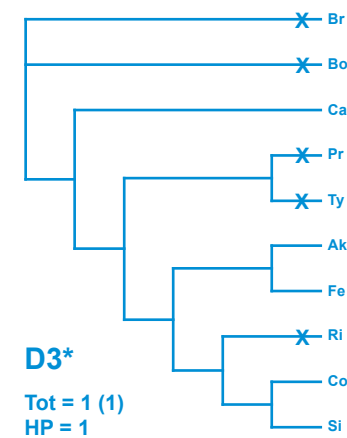 X Br
X Bo
Ca
X Pr
X Ty
Ak
Fe
X Ri
D3*
Co
Tot = 1 (1)
HP = 1
Si